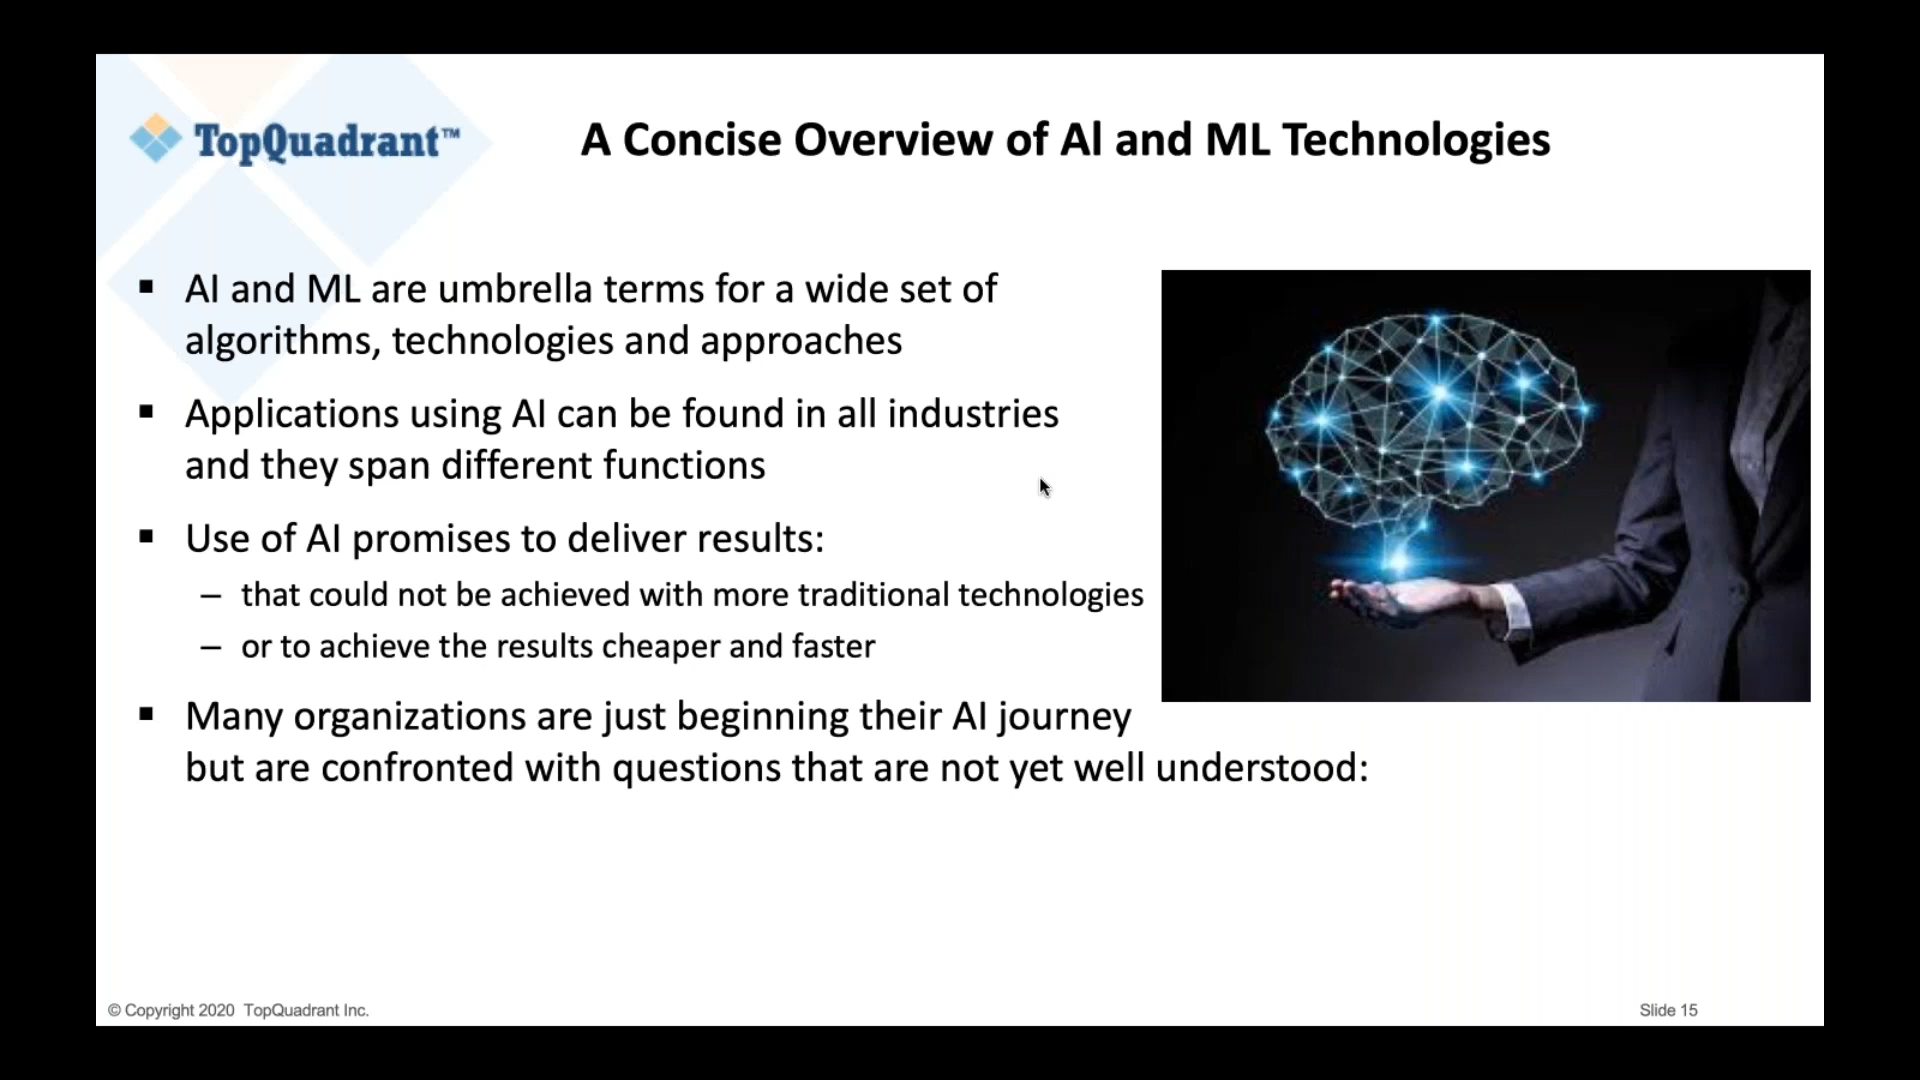 TopQuadrant™
A Concise Overview of AI and ML Technologies
▪ AI and ML are umbrella terms for a wide set of
algorithms, technologies and approaches
▪ Applications using AI can be found in all industries
and they span different functions
▪ Use of AI promises to deliver results:
– that could not be achieved with more traditional technologies
– or to achieve the results cheaper and faster
▪ Many organizations are just beginning their AI journey
but are confronted with questions that are not yet well understood:
© Copyright 2020 TopQuadrant Inc.
Slide 15